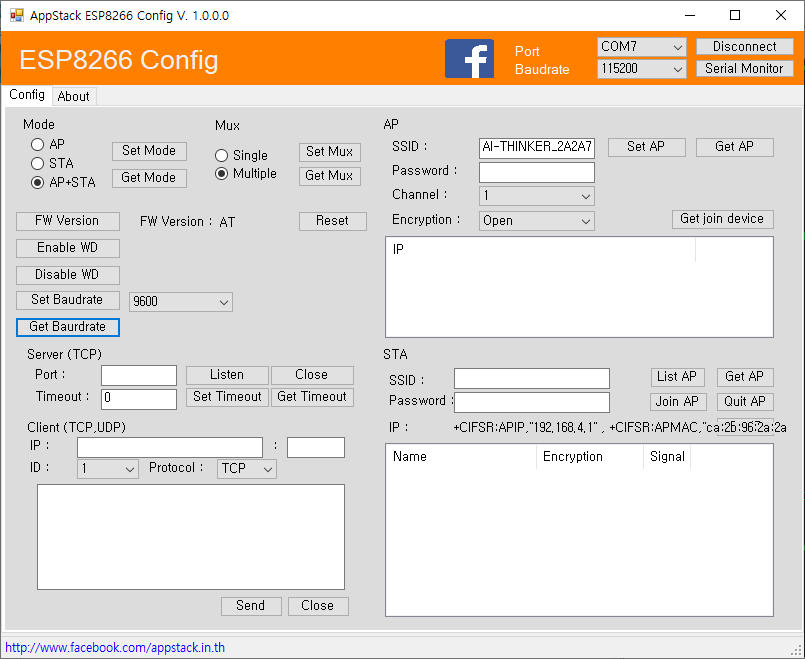 AppStack ESP8266 Config V. 1.0.0.0
ESP8266 Config
Port
COM7
Disconnect
Baudrate
115200
Serial Monitor
Config
About
Mode
AP
STA
AP+STA
Set Mode
Get Mode
Mux
Single
Multiple
Set Mux
Get Mux
FW Version
FW Version : AT
Reset
Enable WD
Disable WD
Set Baudrate
9600
Get Baurdrate
Server (TCP)
Port :
Listen
Close
Timeout :
0
Set Timeout
Get Timeout
Client (TCP,UDP)
IP :
:
ID :
1
Protocol :
TCP
Send
Close
AP
SSID :
AI-THINKER_2A2A7
Set AP
Get AP
Password :
Channel :
1
Encryption :
Open
Get join device
IP
STA
SSID :
List AP
Get AP
Password :
Join AP
Quit AP
IP :
+CIFSR:APIP,"192.168.4.1" , +CIFSR:APMAC,"ca:2b:96:2a:2a
Name
Encryption
Signal
http://www.facebook.com/appstack.in.th